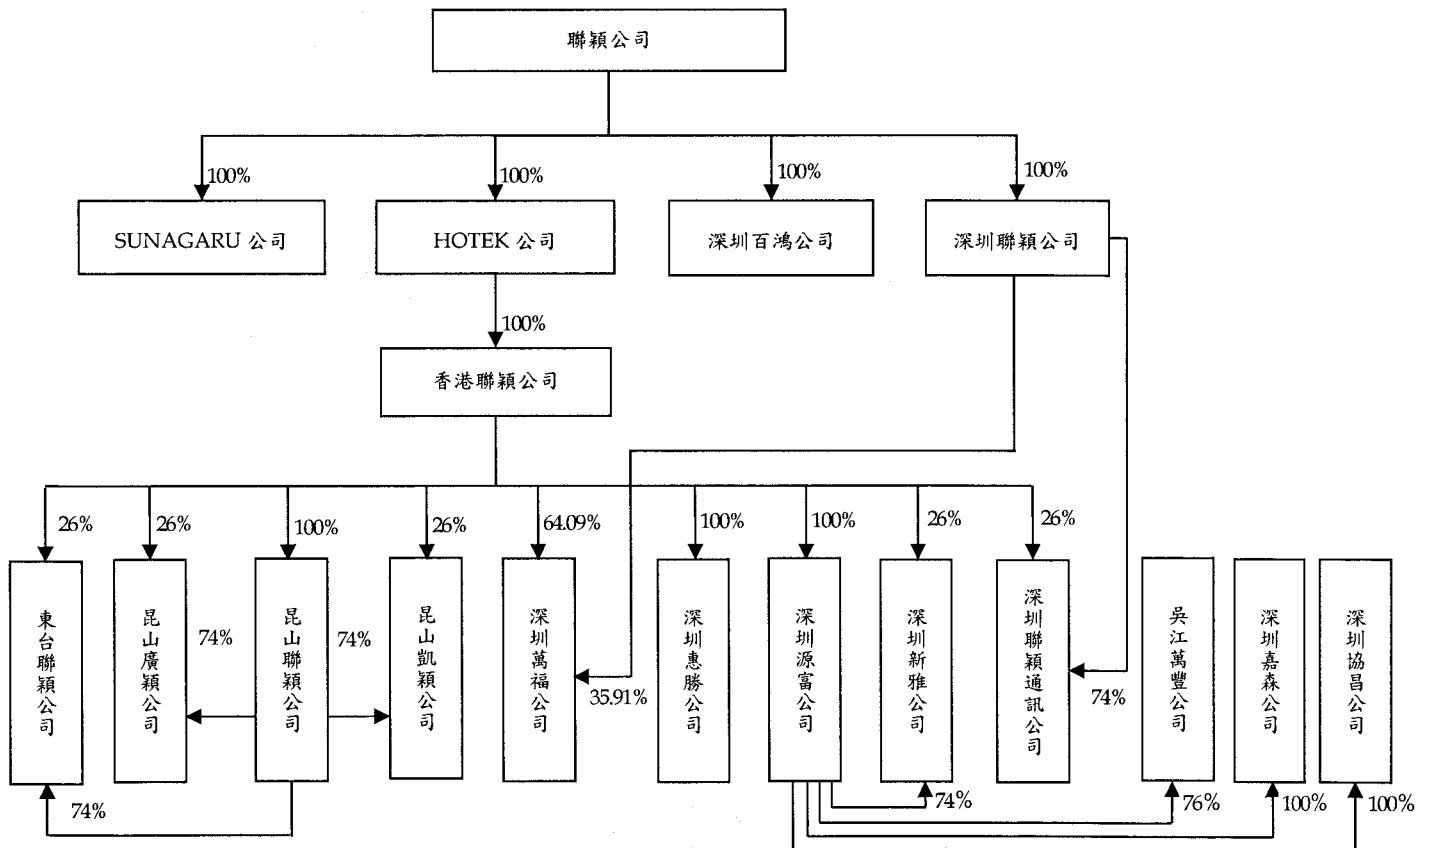 聯穎公司
100%
100%
100%
100%
SUNAGARU 公司
HOTEK 公司
深圳百鴻公司
深圳聯穎公司
100%
香港聯穎公司
26%
26%
100%
26%
64.09%
100%
100%
26%
26%
東台聯穎公司
昆山廣穎公司
74%
昆山聯穎公司
74%
昆山凱穎公司
深圳萬福公司
35.91%
深圳惠勝公司
深圳源富公司
深圳新雅公司
深圳聯穎通訊公司
74%
吳江萬豐公司
深圳嘉森公司
深圳協昌公司
74%
74%
76%
100%
100%